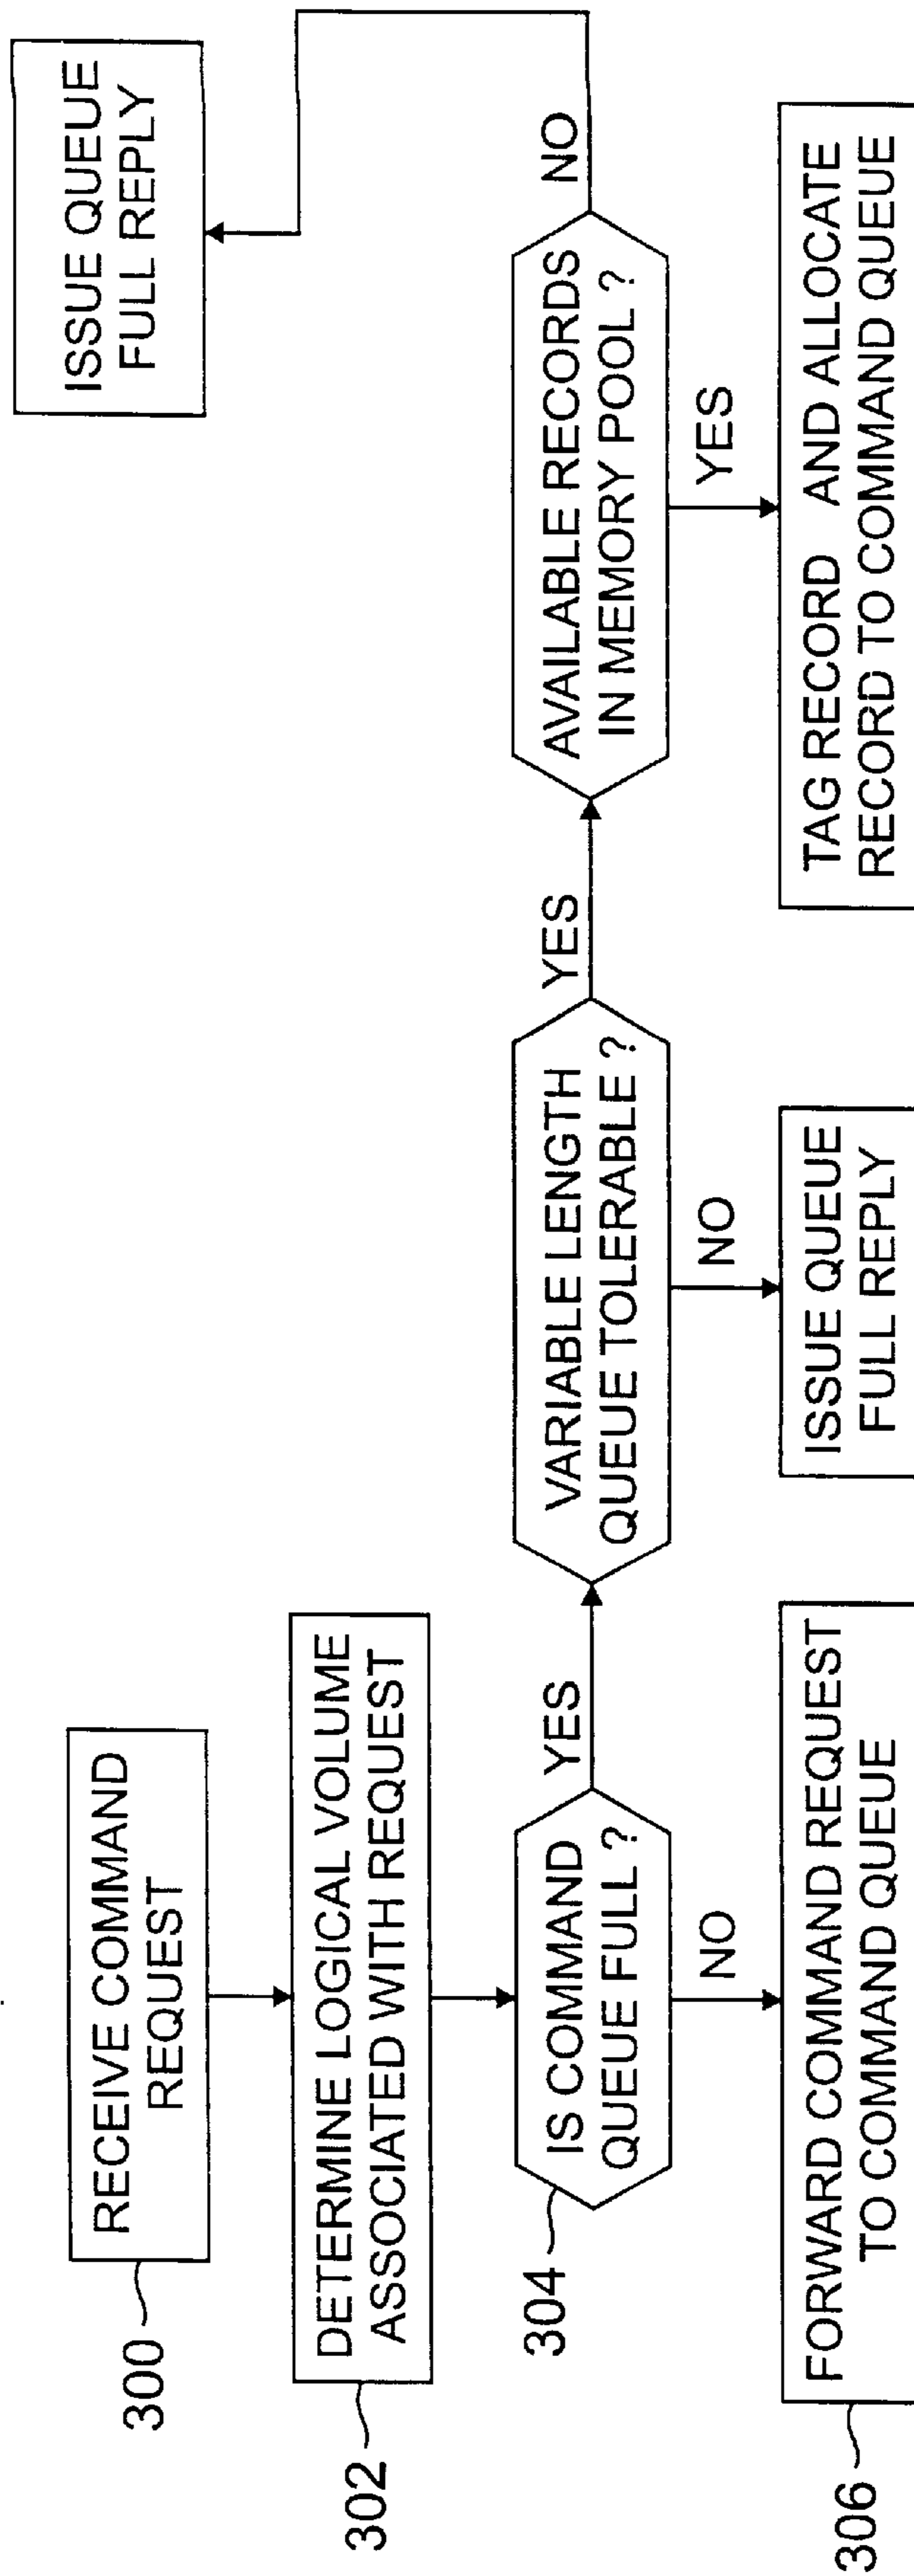 300
RECEIVE COMMAND
REQUEST
302
DETERMINE LOGICAL VOLUME
ASSOCIATED WITH REQUEST
304
IS COMMAND
QUEUE FULL ?
YES
NO
306
FORWARD COMMAND REQUEST
TO COMMAND QUEUE
VARIABLE LENGTH
QUEUE TOLERABLE ?
YES
NO
ISSUE QUEUE
FULL REPLY
AVAILABLE RECORDS
IN MEMORY POOL ?
NO
YES
ISSUE QUEUE
FULL REPLY
TAG RECORD AND ALLOCATE
RECORD TO COMMAND QUEUE